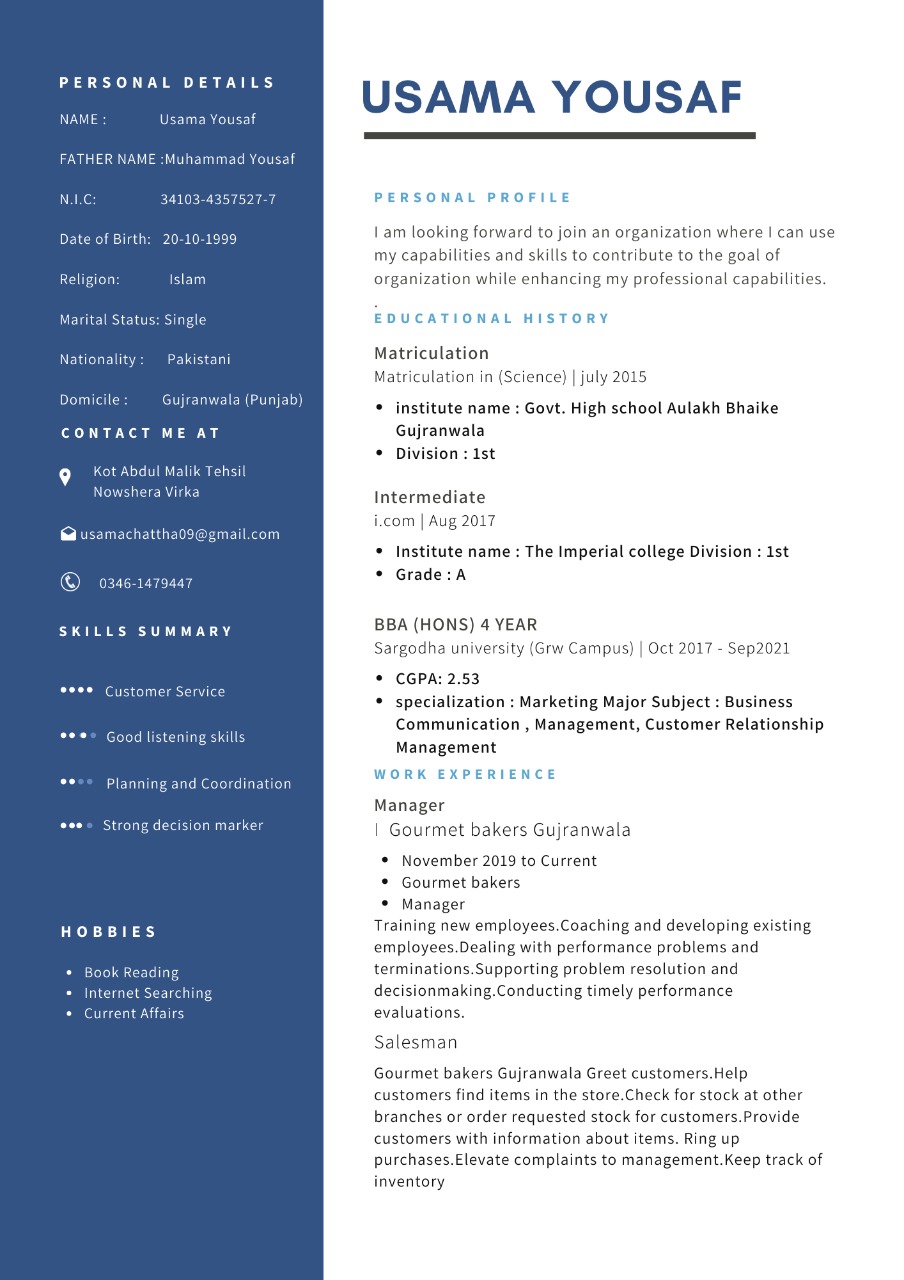 PERSONAL DETAILS
NAME : Usama Yousaf
FATHER NAME :Muhammad Yousaf
N.I.C: 34103-4357527-7
Date of Birth: 20-10-1999
Religion: Islam
Marital Status: Single
Nationality : Pakistani
Domicile : Gujranwala (Punjab)
CONTACT ME AT
Kot Abdul Malik Tehsil
Nowshera Virka
usamachattha09@gmail.com
0346-1479447
SKILLS SUMMARY
Customer Service
Good listening skills
Planning and Coordination
Strong decision marker
HOBBIES
• Book Reading
• Internet Searching
• Current Affairs
USAMA YOUSAF
PERSONAL PROFILE
I am looking forward to join an organization where I can use
my capabilities and skills to contribute to the goal of
organization while enhancing my professional capabilities.
.
EDUCATIONAL HISTORY
Matriculation
Matriculation in (Science) | july 2015
• institute name : Govt. High school Aulakh Bhaike
Gujranwala
• Division : 1st
Intermediate
i.com | Aug 2017
• Institute name : The Imperial college Division : 1st
• Grade : A
BBA (HONS) 4 YEAR
Sargodha university (Grw Campus) | Oct 2017 - Sep2021
• CGPA: 2.53
• specialization : Marketing Major Subject : Business
Communication , Management, Customer Relationship
Management
WORK EXPERIENCE
Manager
| Gourmet bakers Gujranwala
• November 2019 to Current
• Gourmet bakers
• Manager
Training new employees.Coaching and developing existing
employees.Dealing with performance problems and
terminations.Supporting problem resolution and
decisionmaking.Conducting timely performance
evaluations.
Salesman
Gourmet bakers Gujranwala Greet customers.Help
customers find items in the store.Check for stock at other
branches or order requested stock for customers.Provide
customers with information about items. Ring up
purchases.Elevate complaints to management.Keep track of
inventory